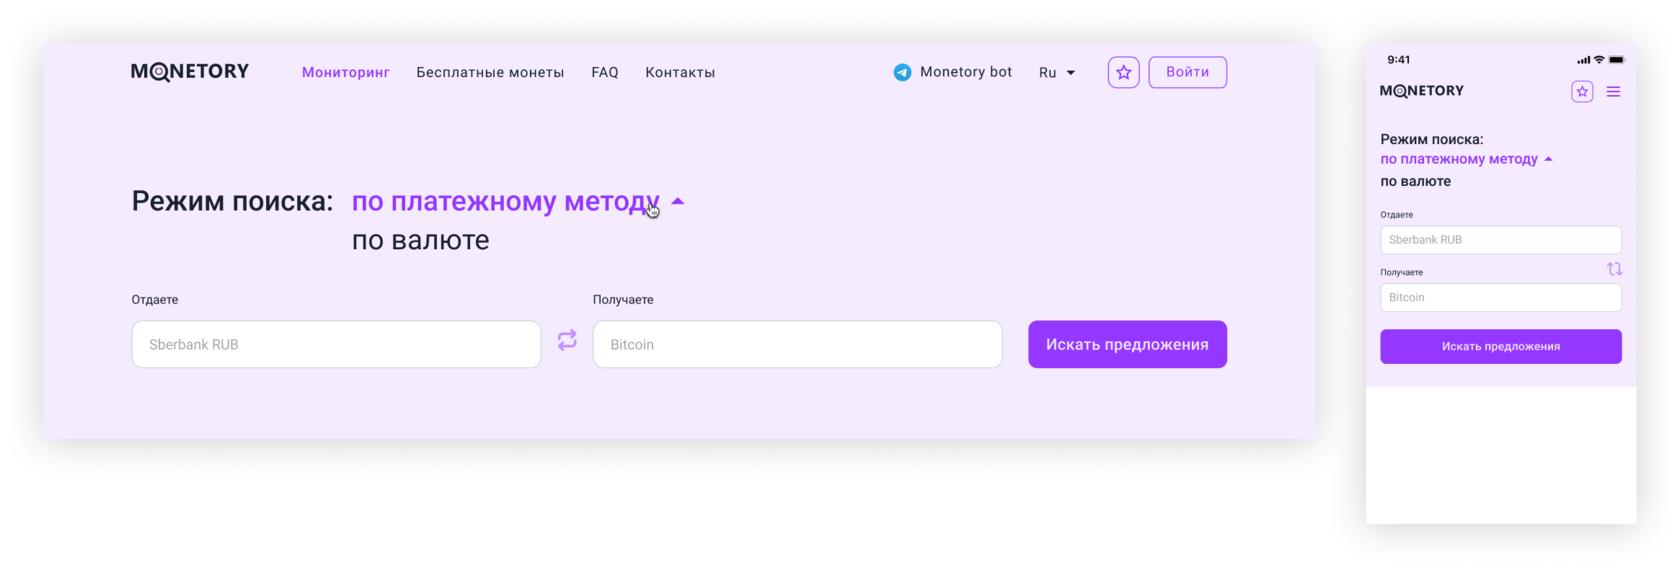 MONETORY Мониторинг Бесплатные монеты FAQ Контакты Monetory bot Ru Войти
Режим поиска: по платежному методу
по валюте
Отдаете Получаете
Sberbank RUB Bitcoin Искать предложения
9:41
MONETORY
Режим поиска:
по платежному методу
по валюте
Отдаете
Sberbank RUB
Получаете
Bitcoin
Искать предложения